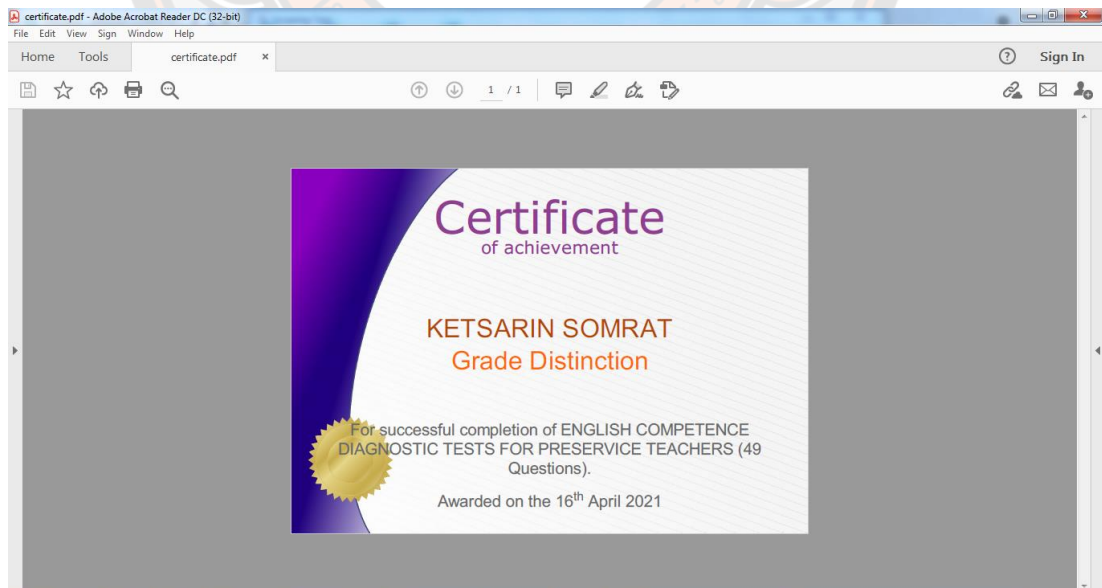 certificate.pdf - Adobe Acrobat Reader DC (32-bit)
File Edit View Sign Window Help
Home Tools certificate.pdf × ? Sign In
1 / 1
Certificate
of achievement
KETSARIN SOMRAT
Grade Distinction
For successful completion of ENGLISH COMPETENCE
DIAGNOSTIC TESTS FOR PRESERVICE TEACHERS (49
Questions).
Awarded on the 16th April 2021